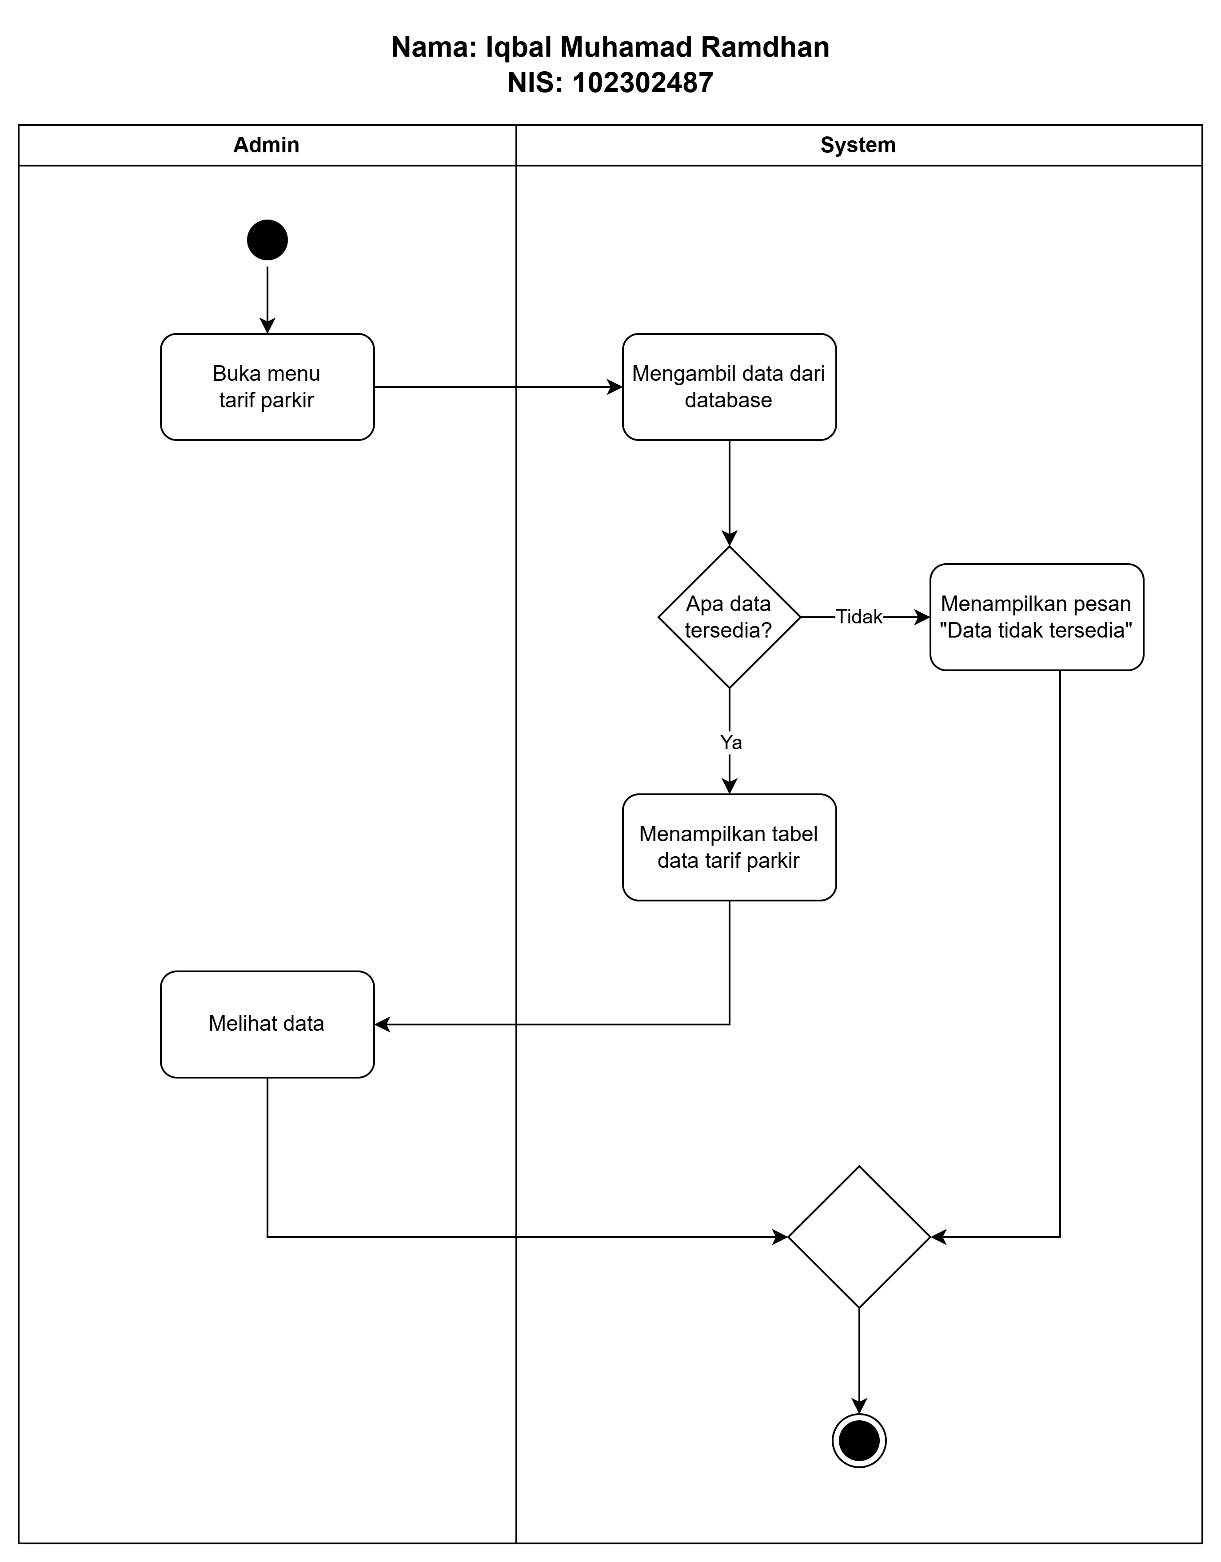 Nama: Iqbal Muhamad Ramdhan
NIS: 102302487
Admin
System
Buka menu
tarif parkir
Mengambil data dari
database
Apa data
tersedia?
Tidak
Menampilkan pesan
"Data tidak tersedia"
Ya
Menampilkan tabel
data tarif parkir
Melihat data